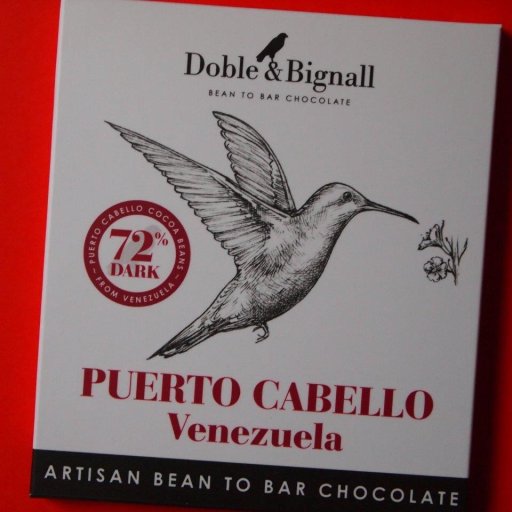 Doble & Bignall
BEAN TO BAR CHOCOLATE
PUERTO CABELLO COCOA BEANS
72%
DARK
– FROM VENEZUELA –
PUERTO CABELLO
Venezuela
ARTISAN BEAN TO BAR CHOCOLATE